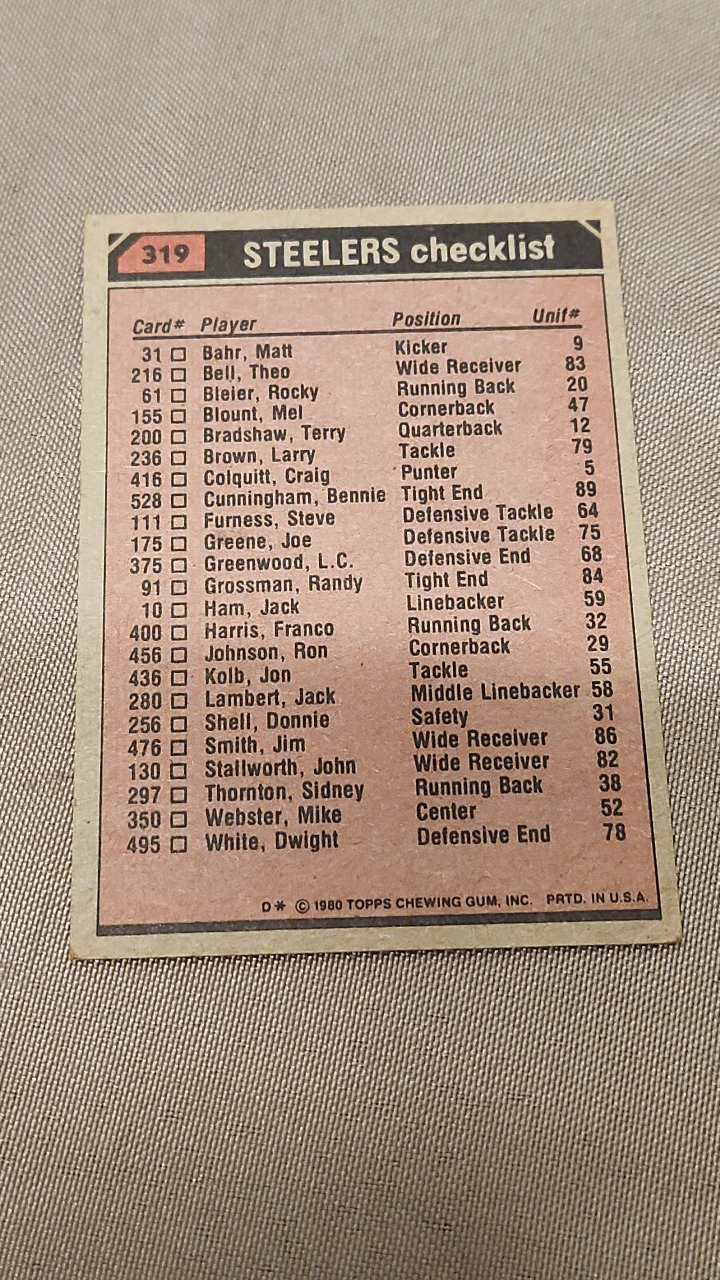 319 STEELERS checklist
Card# Player Position Unif#
31 □ Bahr, Matt Kicker 9
216 □ Bell, Theo Wide Receiver 83
61 □ Bleier, Rocky Running Back 20
155 □ Blount, Mel Cornerback 47
200 □ Bradshaw, Terry Quarterback 12
236 □ Brown, Larry Tackle 79
416 □ Colquitt, Craig Punter 5
528 □ Cunningham, Bennie Tight End 89
111 □ Furness, Steve Defensive Tackle 64
175 □ Greene, Joe Defensive Tackle 75
375 □ Greenwood, L.C. Defensive End 68
91 □ Grossman, Randy Tight End 84
10 □ Ham, Jack Linebacker 59
400 □ Harris, Franco Running Back 32
456 □ Johnson, Ron Cornerback 29
436 □ Kolb, Jon Tackle 55
280 □ Lambert, Jack Middle Linebacker 58
256 □ Shell, Donnie Safety 31
476 □ Smith, Jim Wide Receiver 86
130 □ Stallworth, John Wide Receiver 82
297 □ Thornton, Sidney Running Back 38
350 □ Webster, Mike Center 52
495 □ White, Dwight Defensive End 78
D* © 1980 TOPPS CHEWING GUM, INC. PRTD. IN U.S.A.